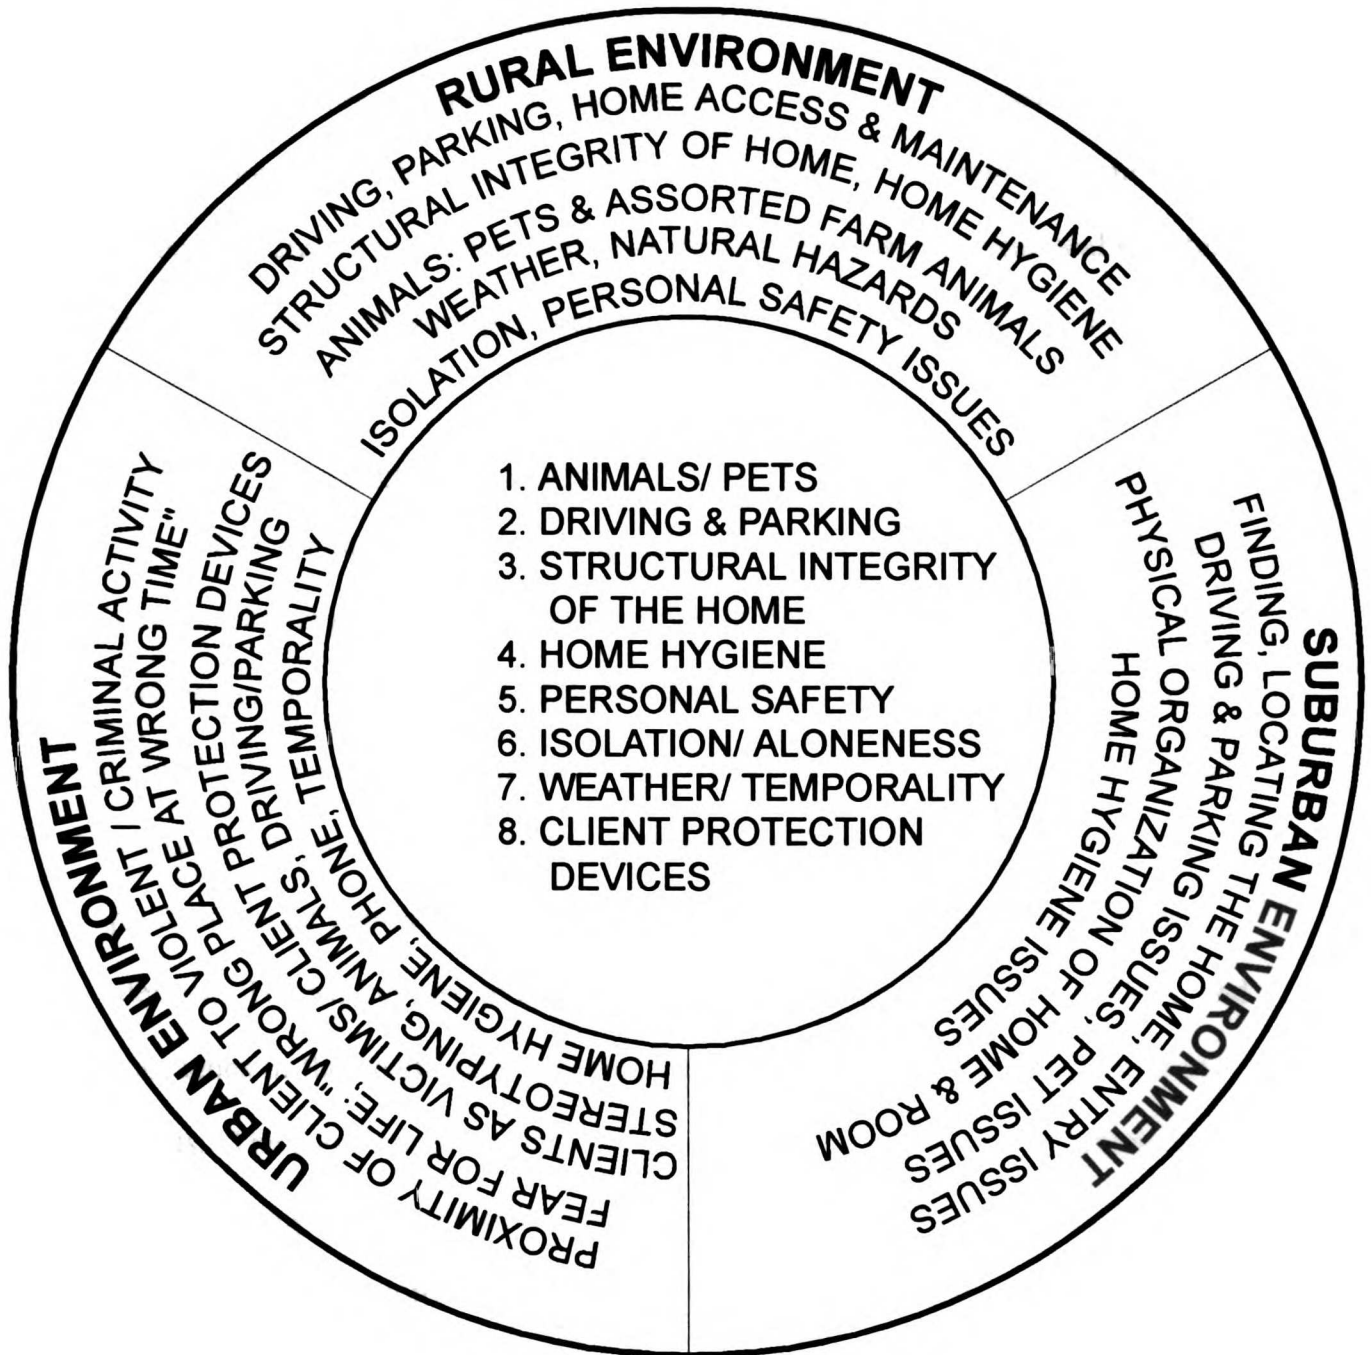 RURAL ENVIRONMENT
DRIVING, PARKING, HOME ACCESS & MAINTENANCE
STRUCTURAL INTEGRITY OF HOME, HOME HYGIENE
ANIMALS: PETS & ASSORTED FARM ANIMALS
WEATHER, NATURAL HAZARDS
ISOLATION, PERSONAL SAFETY ISSUES
SUBURBAN ENVIRONMENT
FINDING, LOCATING THE HOME, ENTRY ISSUES
DRIVING & PARKING ISSUES, PET ISSUES
PHYSICAL ORGANIZATION OF HOME & ROOM
HOME HYGIENE ISSUES
URBAN ENVIRONMENT
PROXIMITY OF CLIENT TO VIOLENT / CRIMINAL ACTIVITY
FEAR FOR LIFE; "WRONG PLACE AT WRONG TIME"
CLIENTS AS VICTIMS/ CLIENT PROTECTION DEVICES
STEREOTYPING, ANIMALS, DRIVING/PARKING
HOME HYGIENE, PHONE, TEMPORALITY
1. ANIMALS/ PETS
2. DRIVING & PARKING
3. STRUCTURAL INTEGRITY
OF THE HOME
4. HOME HYGIENE
5. PERSONAL SAFETY
6. ISOLATION/ ALONENESS
7. WEATHER/ TEMPORALITY
8. CLIENT PROTECTION
DEVICES